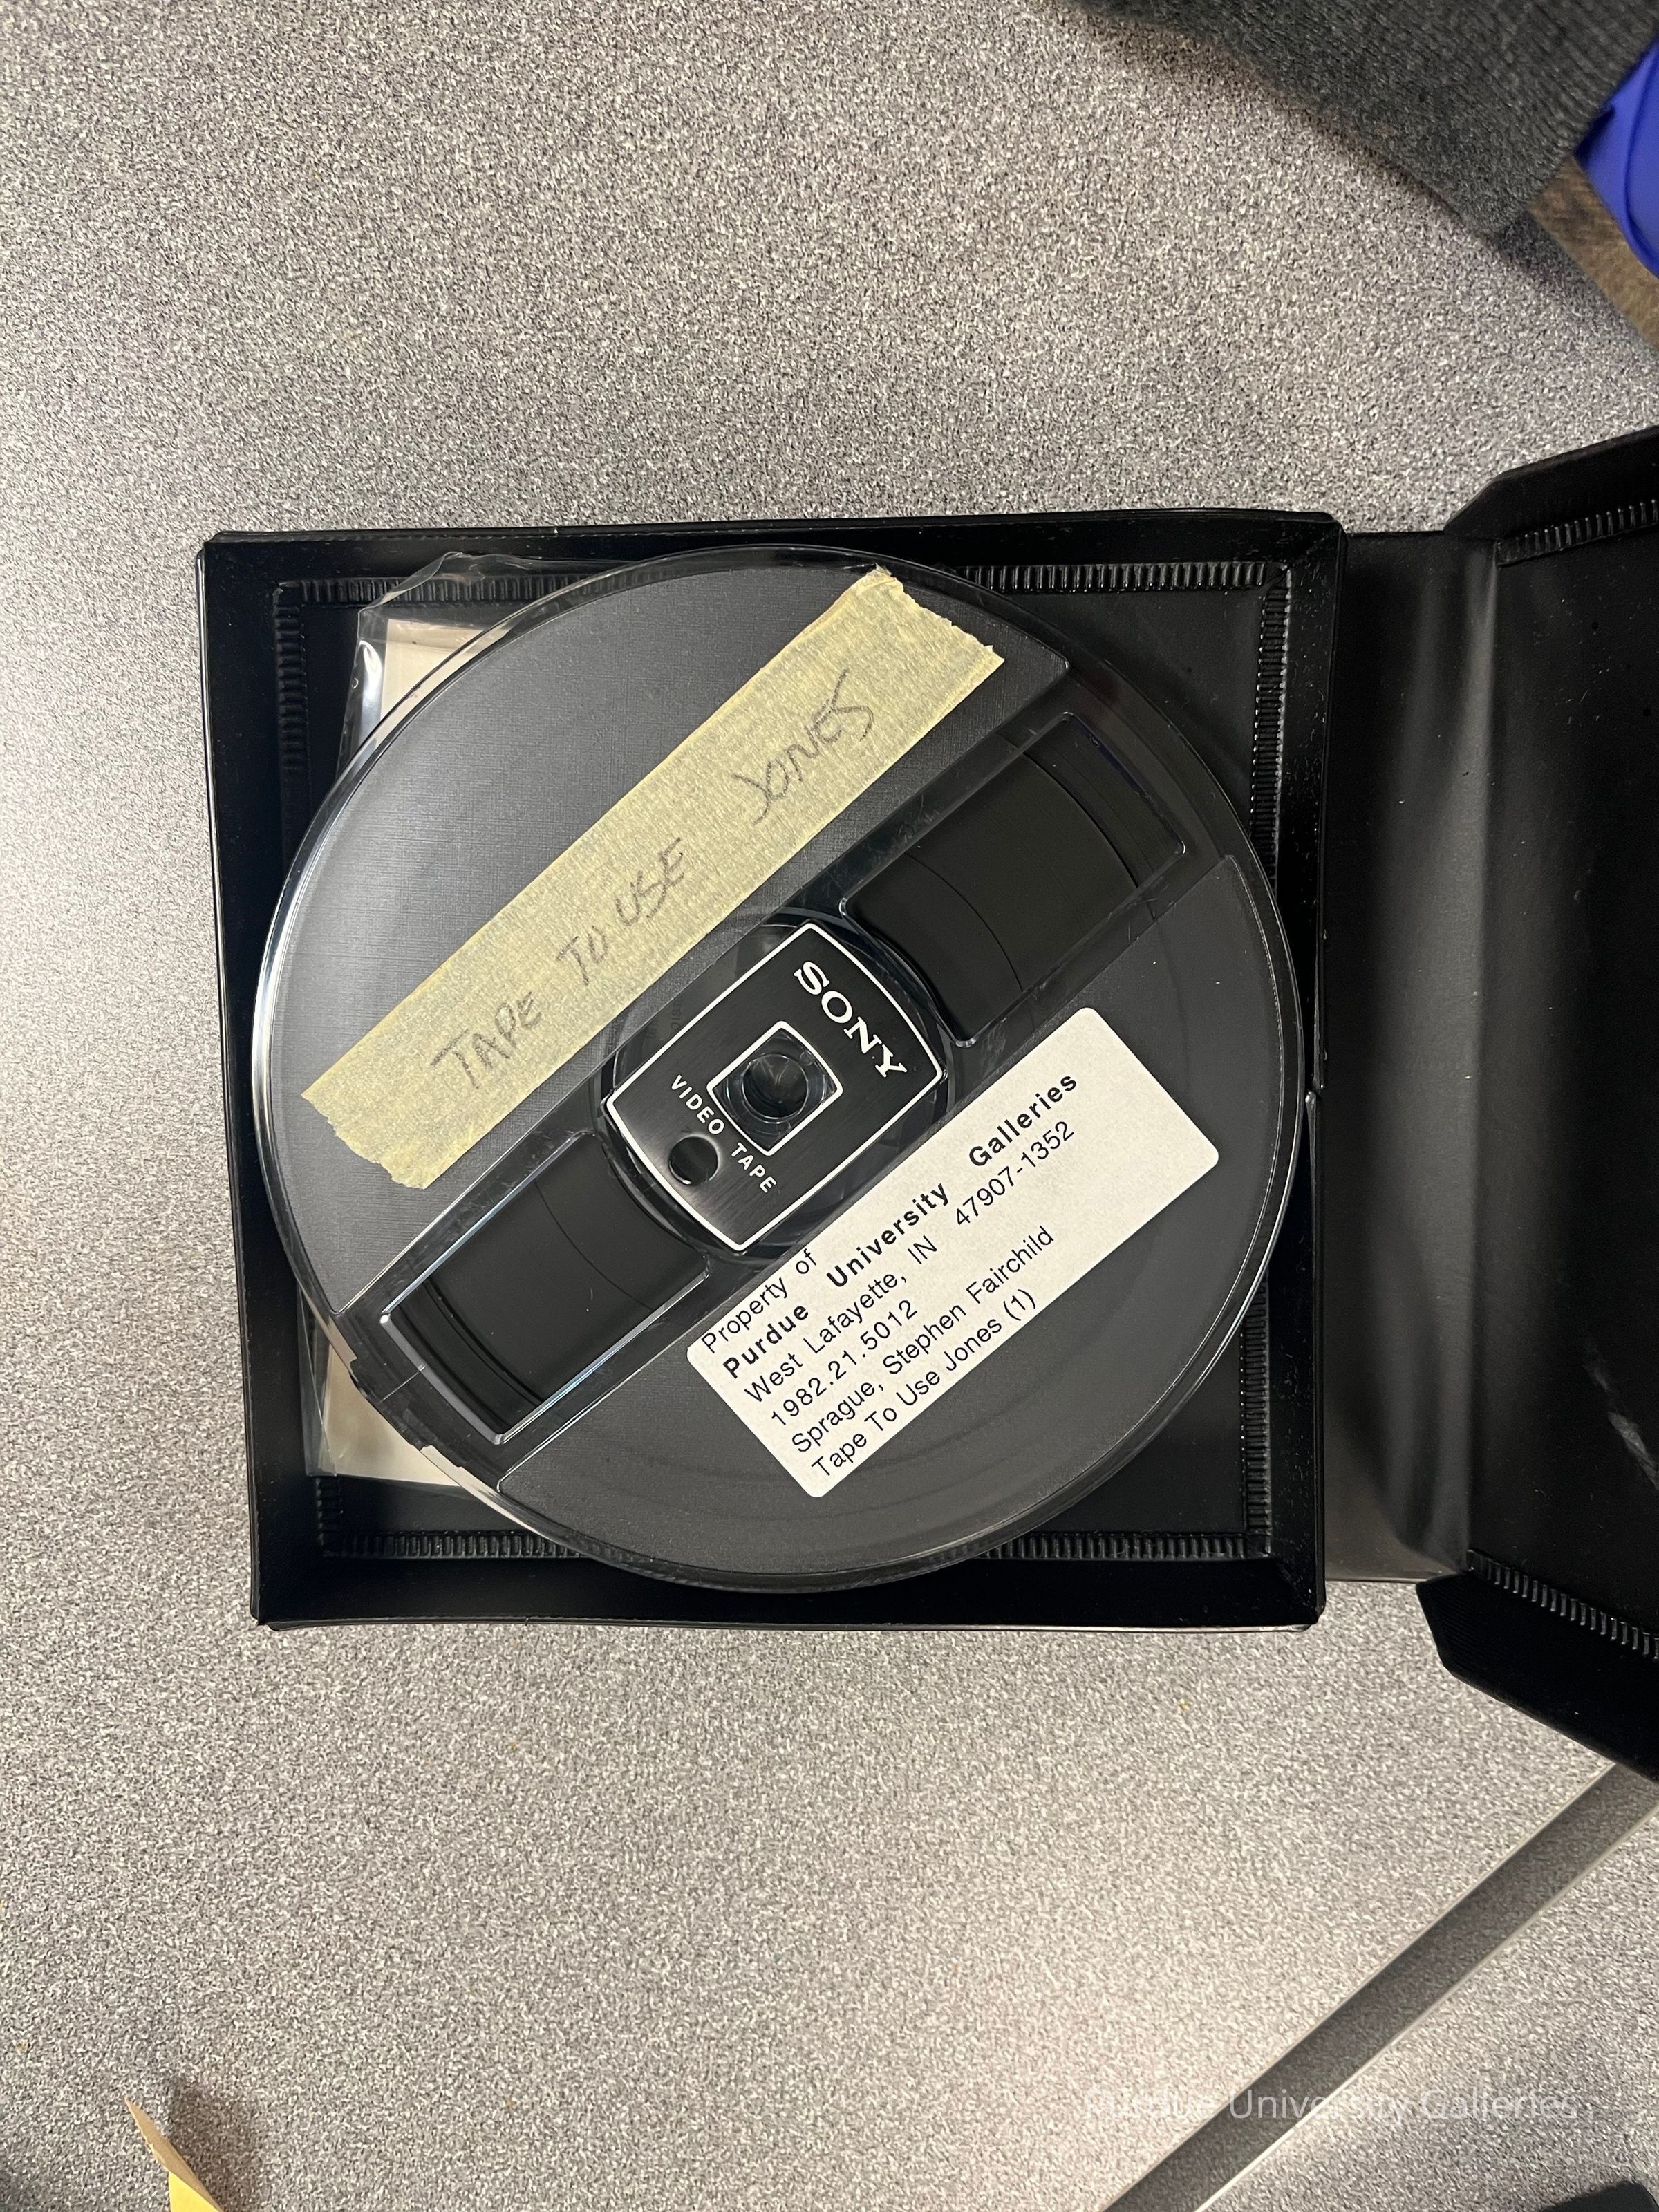 TAPE TO USE JONES
SONY
VIDEO TAPE
Property of
Purdue University Galleries
West Lafayette, IN 47907-1352
1982.21.5012
Sprague, Stephen Fairchild
Tape To Use Jones (1)
Purdue University Galleries